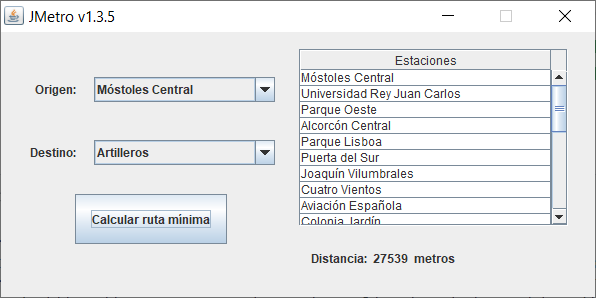 JMetro v1.3.5
Origen:
Móstoles Central
Destino:
Artilleros
Calcular ruta mínima
Estaciones
Móstoles Central
Universidad Rey Juan Carlos
Parque Oeste
Alcorcón Central
Parque Lisboa
Puerta del Sur
Joaquín Vilumbrales
Cuatro Vientos
Aviación Española
Colonia Jardín
Distancia: 27539 metros